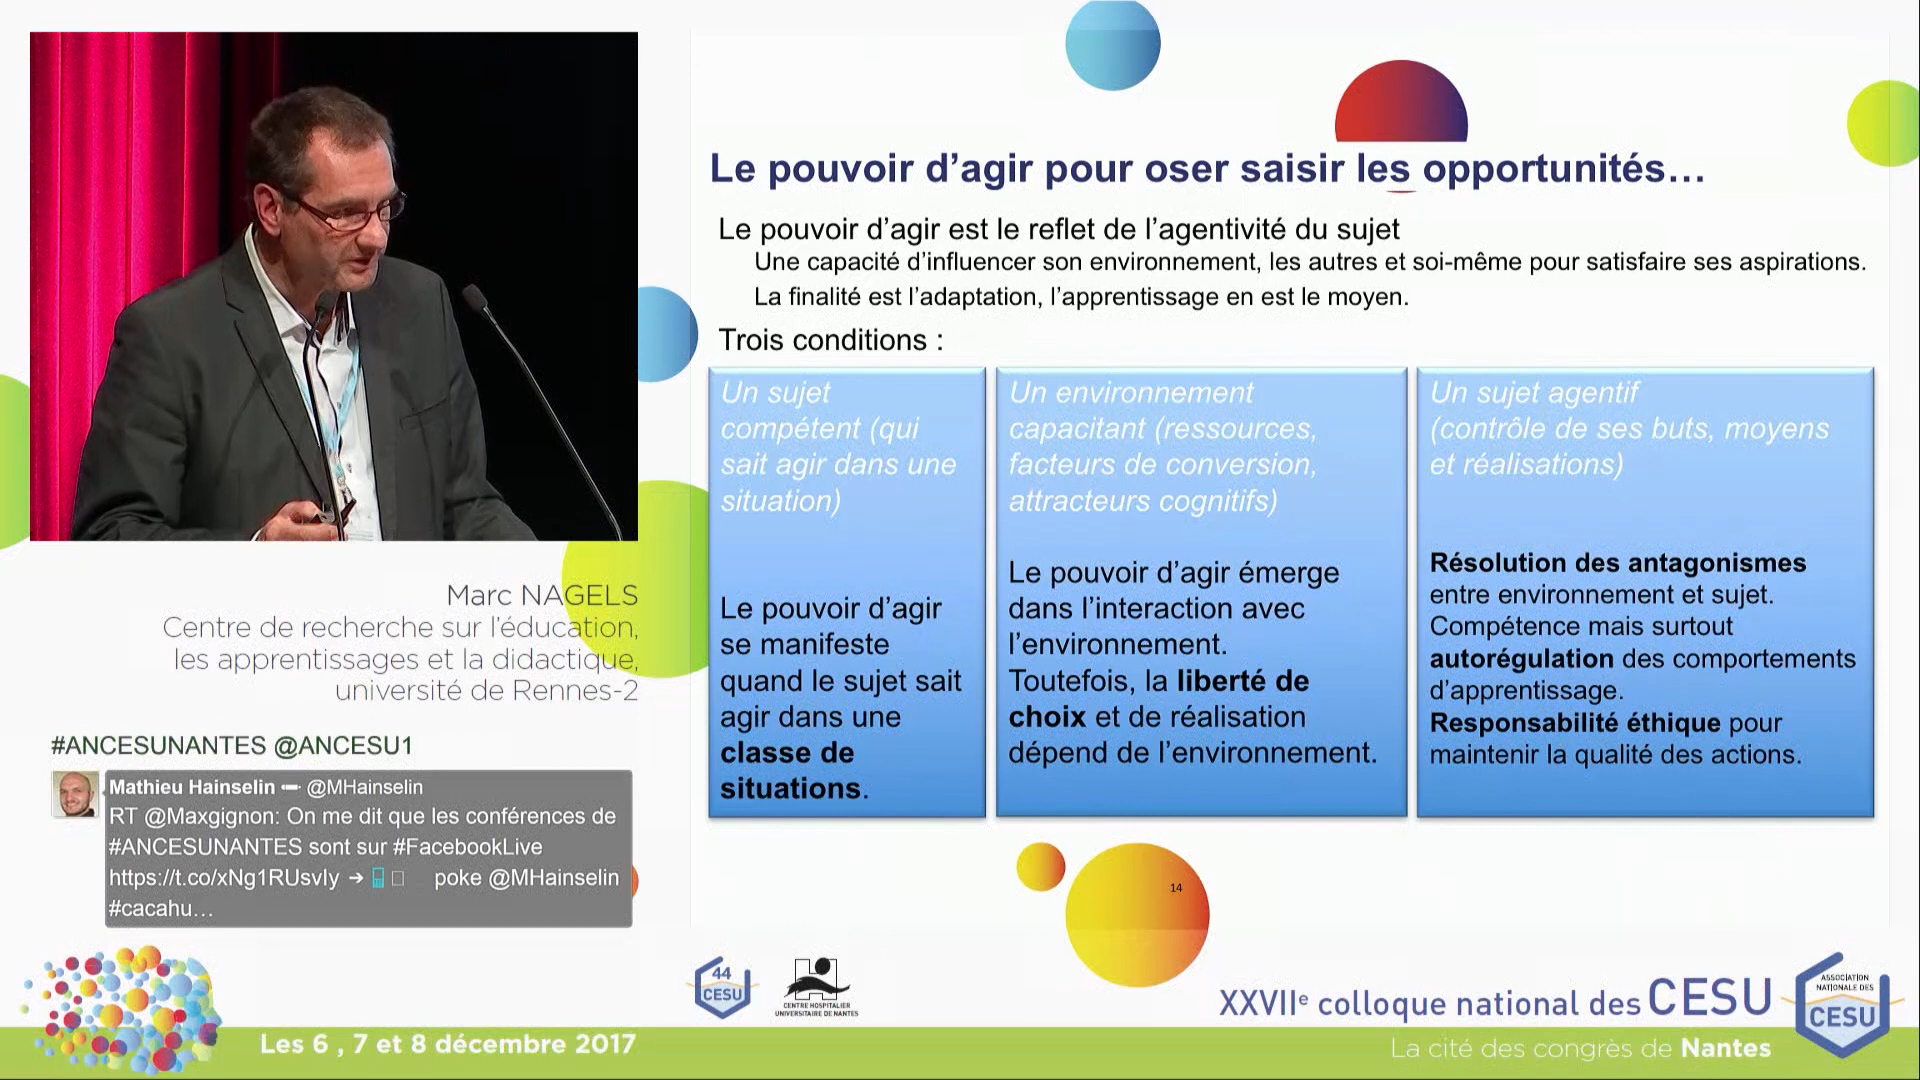 Le pouvoir d’agir pour oser saisir les opportunités…
Le pouvoir d’agir est le reflet de l’agentivité du sujet
Une capacité d’influencer son environnement, les autres et soi-même pour satisfaire ses aspirations.
La finalité est l’adaptation, l’apprentissage en est le moyen.
Trois conditions :
Un sujet
compétent (qui
sait agir dans une
situation)
Le pouvoir d’agir
se manifeste
quand le sujet sait
agir dans une
classe de
situations.
Un environnement
capacitant (ressources,
facteurs de conversion,
attracteurs cognitifs)
Le pouvoir d’agir émerge
dans l’interaction avec
l’environnement.
Toutefois, la liberté de
choix et de réalisation
dépend de l’environnement.
Un sujet agentif
(contrôle de ses buts, moyens
et réalisations)
Résolution des antagonismes
entre environnement et sujet.
Compétence mais surtout
autorégulation des comportements
d’apprentissage.
Responsabilité éthique pour
maintenir la qualité des actions.
14
Marc NAGELS
Centre de recherche sur l’éducation,
les apprentissages et la didactique,
université de Rennes-2
#ANCESUNANTES @ANCESU1
Mathieu Hainselin @MHainselin
RT @Maxgignon: On me dit que les conférences de
#ANCESUNANTES sont sur #FacebookLive
https://t.co/xNg1RUsvIy ➔ poke @MHainselin
#cacahu…
Les 6 , 7 et 8 décembre 2017
44
CESU
CENTRE HOSPITALIER
UNIVERSITAIRE DE NANTES
XXVIIe colloque national des CESU
La cité des congrès de Nantes
ASSOCIATION
NATIONALE DES
CESU